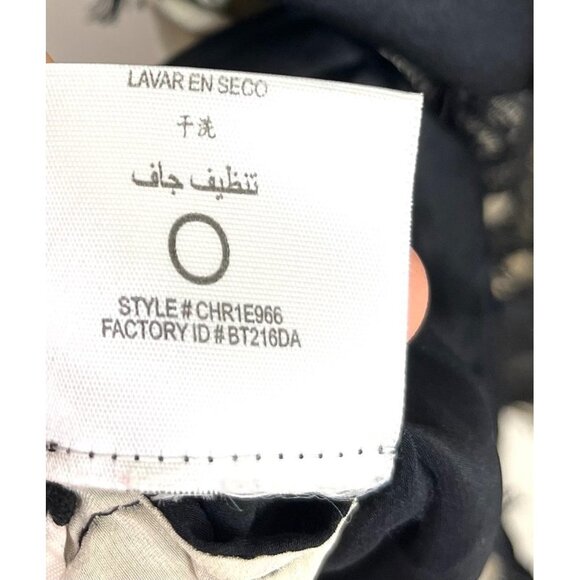 LAVAR EN SECO
干洗
تنظيف جاف
STYLE # CHR1E966
FACTORY ID # BT216DA